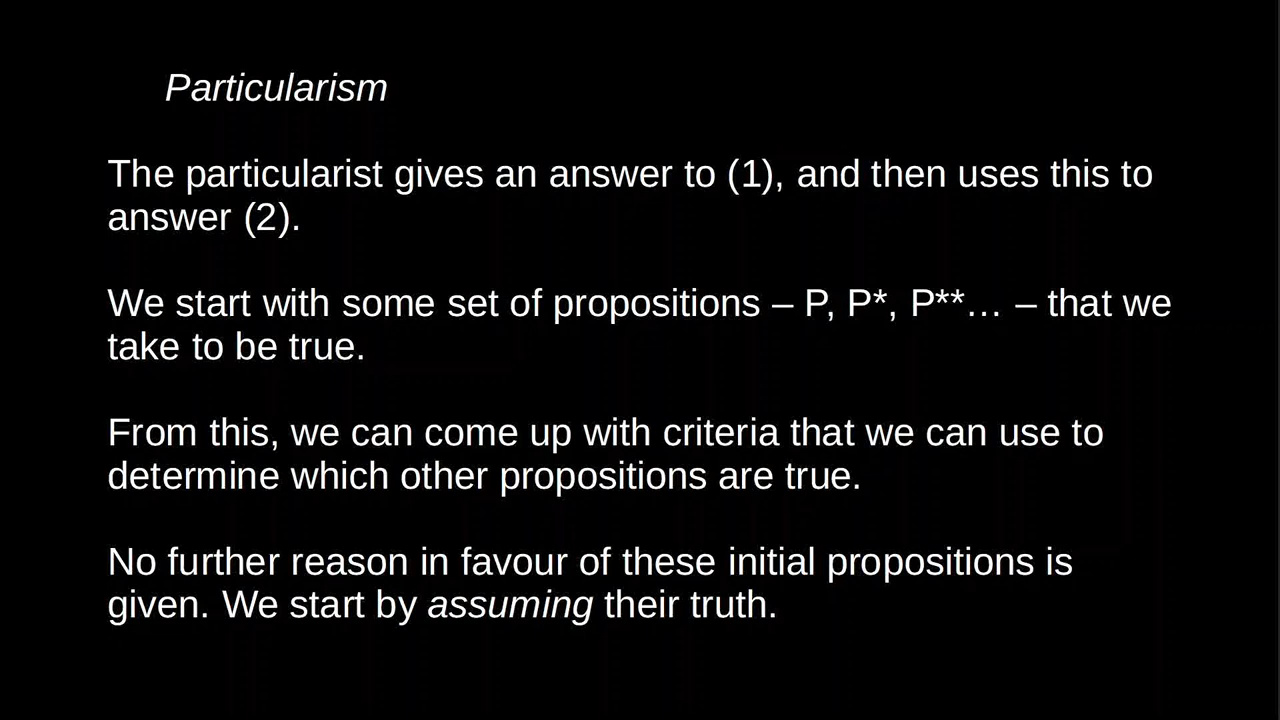 Particularism
The particularist gives an answer to (1), and then uses this to
answer (2).
We start with some set of propositions – P, P*, P**… – that we
take to be true.
From this, we can come up with criteria that we can use to
determine which other propositions are true.
No further reason in favour of these initial propositions is
given. We start by assuming their truth.